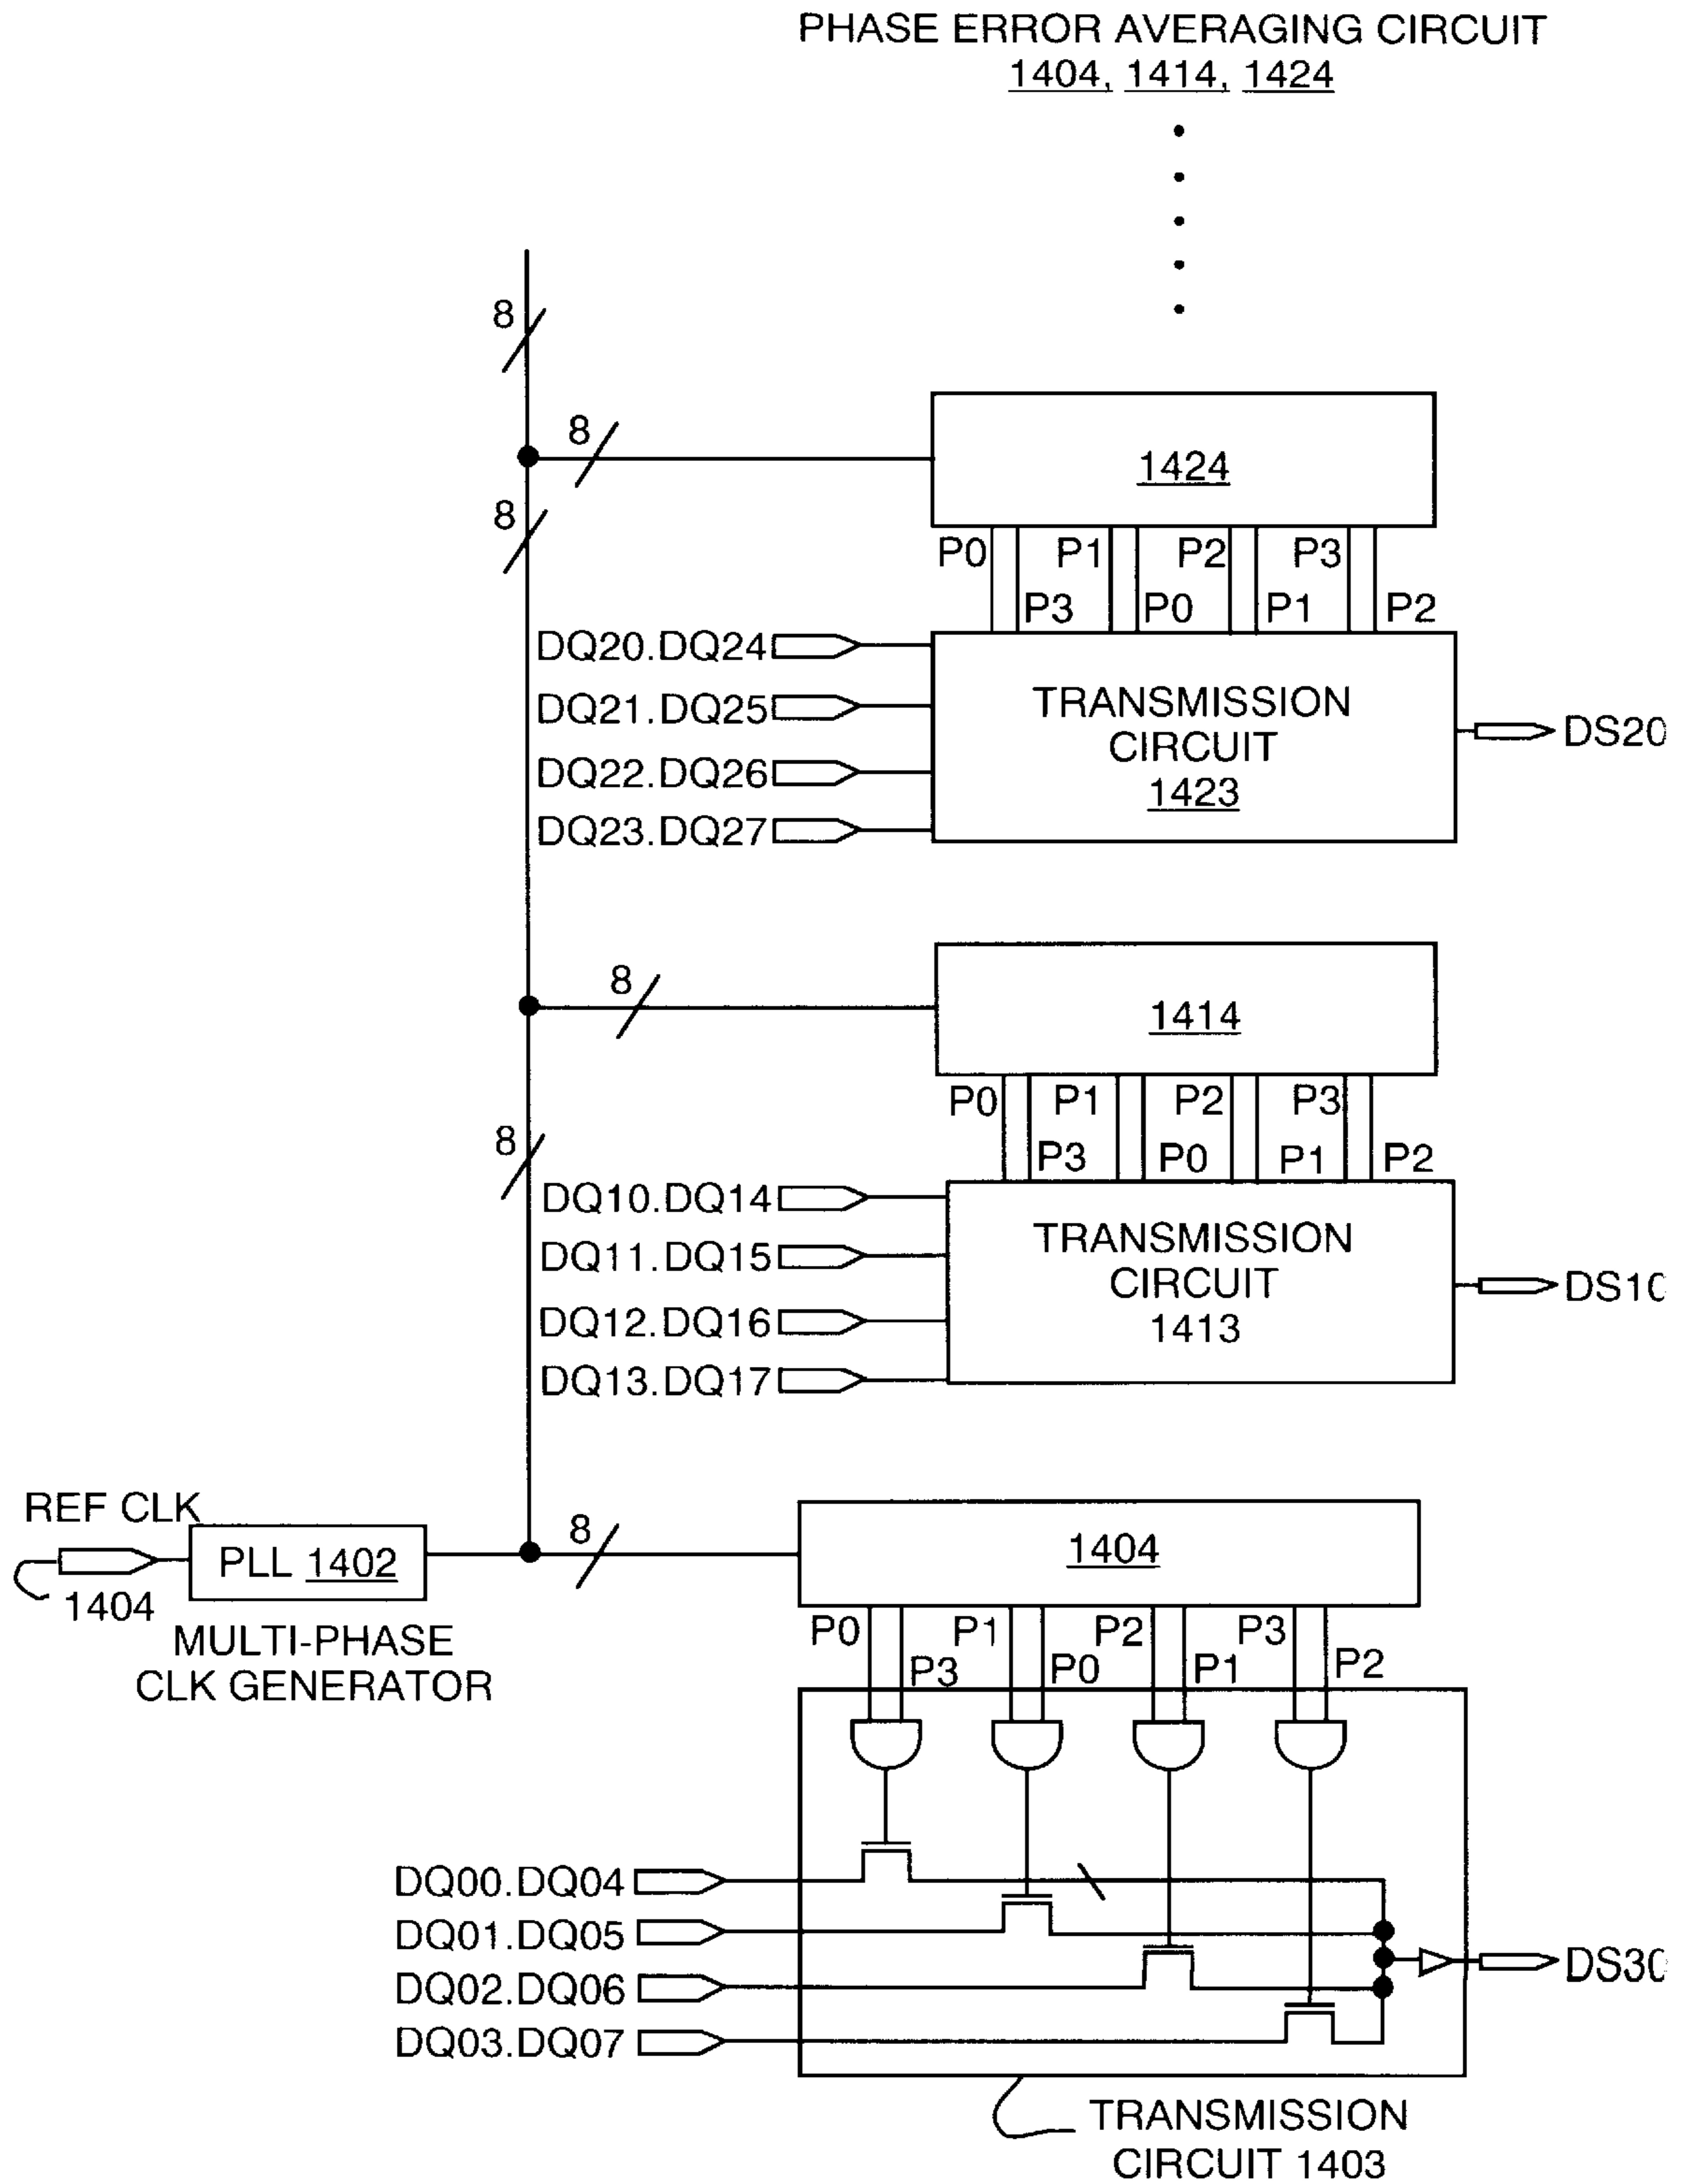 PHASE ERROR AVERAGING CIRCUIT
1404, 1414, 1424
8
8
1424
8
P0 P1 P2 P3
P3 P0 P1 P2
DQ20.DQ24
DQ21.DQ25
DQ22.DQ26
DQ23.DQ27
TRANSMISSION
CIRCUIT
1423
DS20
8
1414
P0 P1 P2 P3
8
P3 P0 P1 P2
DQ10.DQ14
DQ11.DQ15
DQ12.DQ16
DQ13.DQ17
TRANSMISSION
CIRCUIT
1413
DS10
REF CLK
1404
PLL 1402
MULTI-PHASE
CLK GENERATOR
8
1404
P0 P1 P2 P3
P3 P0 P1 P2
DQ00.DQ04
DQ01.DQ05
DQ02.DQ06
DQ03.DQ07
DS30
TRANSMISSION
CIRCUIT 1403